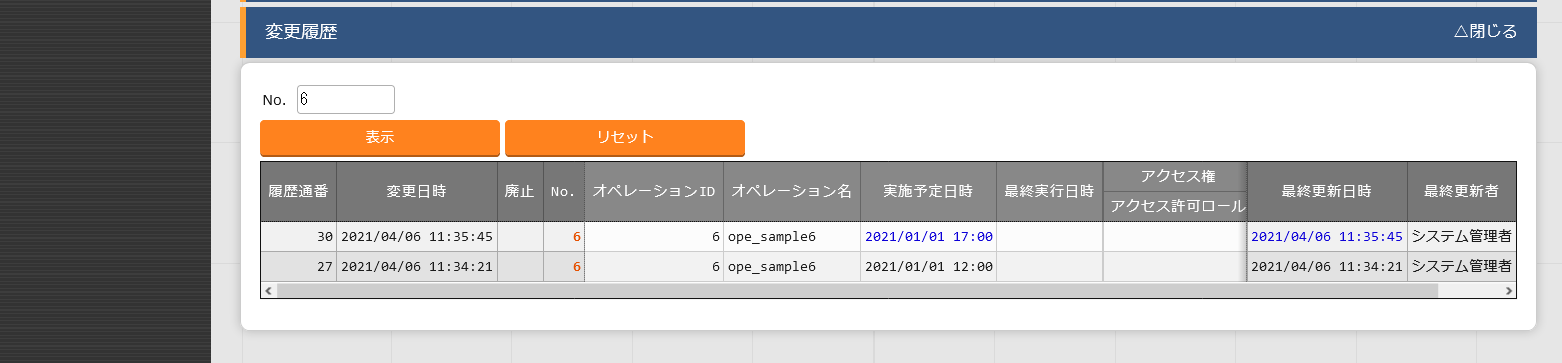 変更履歴 △閉じる
No. 6
表示 リセット
履歴通番 変更日時 廃止 No. オペレーションID オペレーション名 実施予定日時 最終実行日時 アクセス権 最終更新日時 最終更新者
アクセス許可ロール
30 2021/04/06 11:35:45 6 6 ope_sample6 2021/01/01 17:00 2021/04/06 11:35:45 システム管理者
27 2021/04/06 11:34:21 6 6 ope_sample6 2021/01/01 12:00 2021/04/06 11:34:21 システム管理者